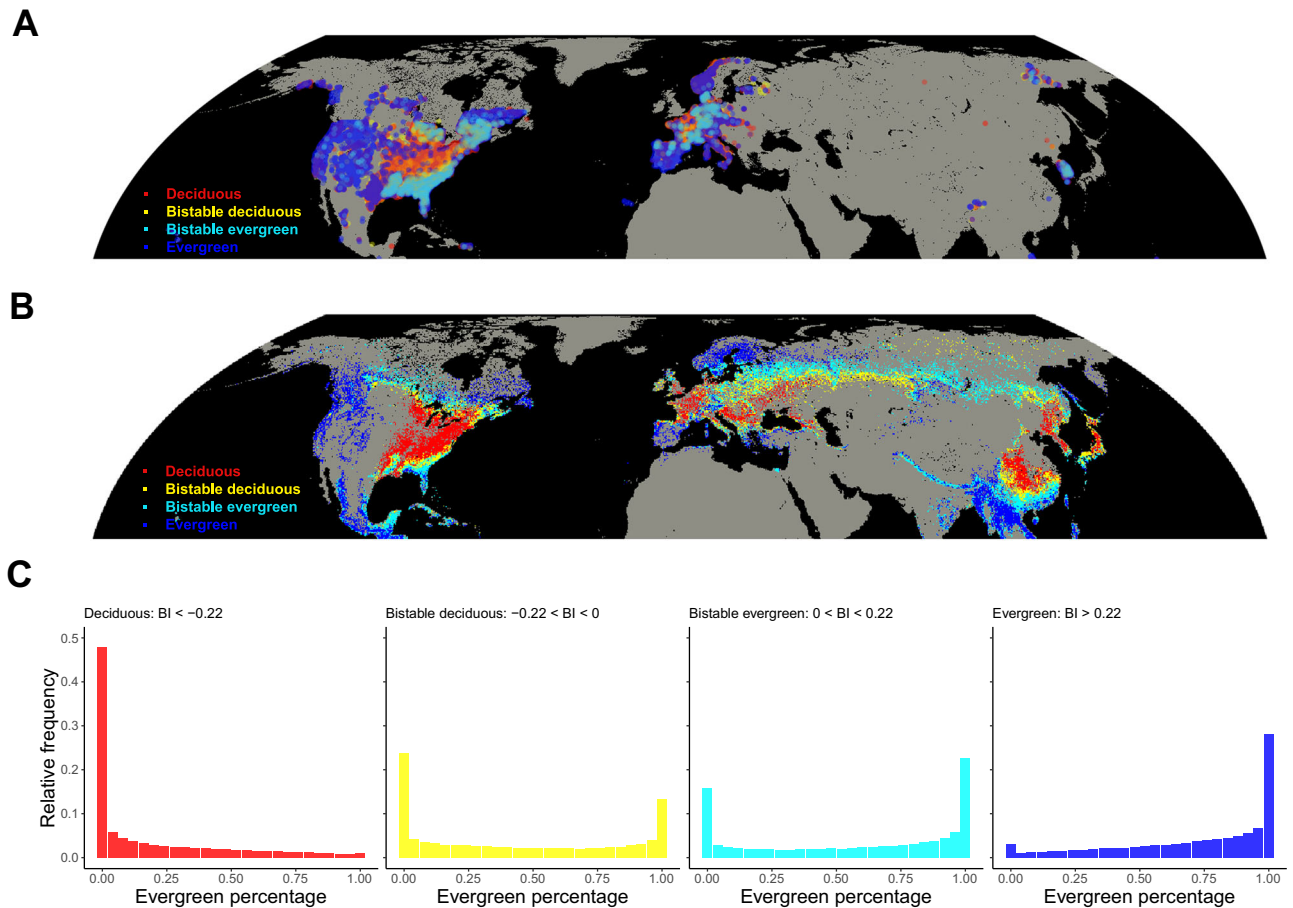 A
Deciduous
Bistable deciduous
Bistable evergreen
Evergreen
B
Deciduous
Bistable deciduous
Bistable evergreen
Evergreen
C
Deciduous: BI < −0.22
Bistable deciduous: −0.22 < BI < 0
Bistable evergreen: 0 < BI < 0.22
Evergreen: BI > 0.22
Relative frequency
0.5
0.4
0.3
0.2
0.1
0.0
0.00 0.25 0.50 0.75 1.00
0.00 0.25 0.50 0.75 1.00
0.00 0.25 0.50 0.75 1.00
0.00 0.25 0.50 0.75 1.00
Evergreen percentage
Evergreen percentage
Evergreen percentage
Evergreen percentage